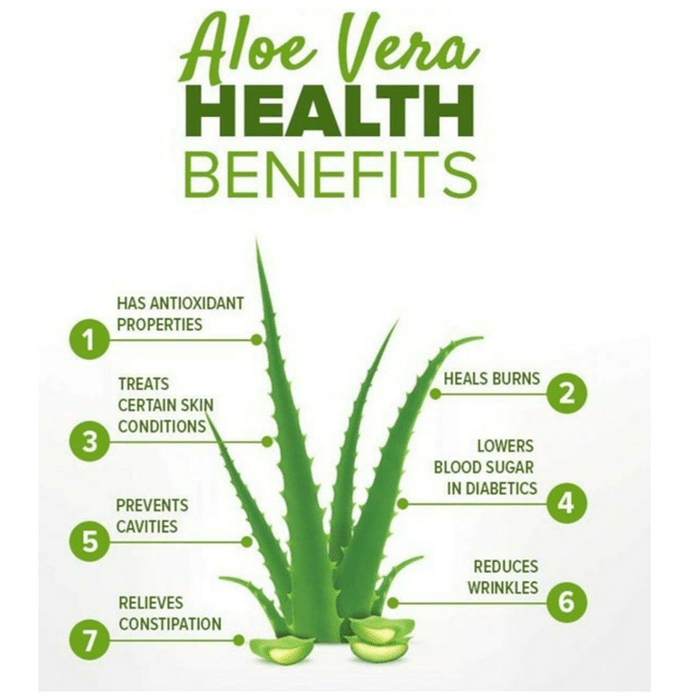 Aloe Vera
HEALTH
BENEFITS
1
HAS ANTIOXIDANT
PROPERTIES
HEALS BURNS
2
3
TREATS
CERTAIN SKIN
CONDITIONS
LOWERS
BLOOD SUGAR
IN DIABETICS
4
5
PREVENTS
CAVITIES
REDUCES
WRINKLES
6
7
RELIEVES
CONSTIPATION